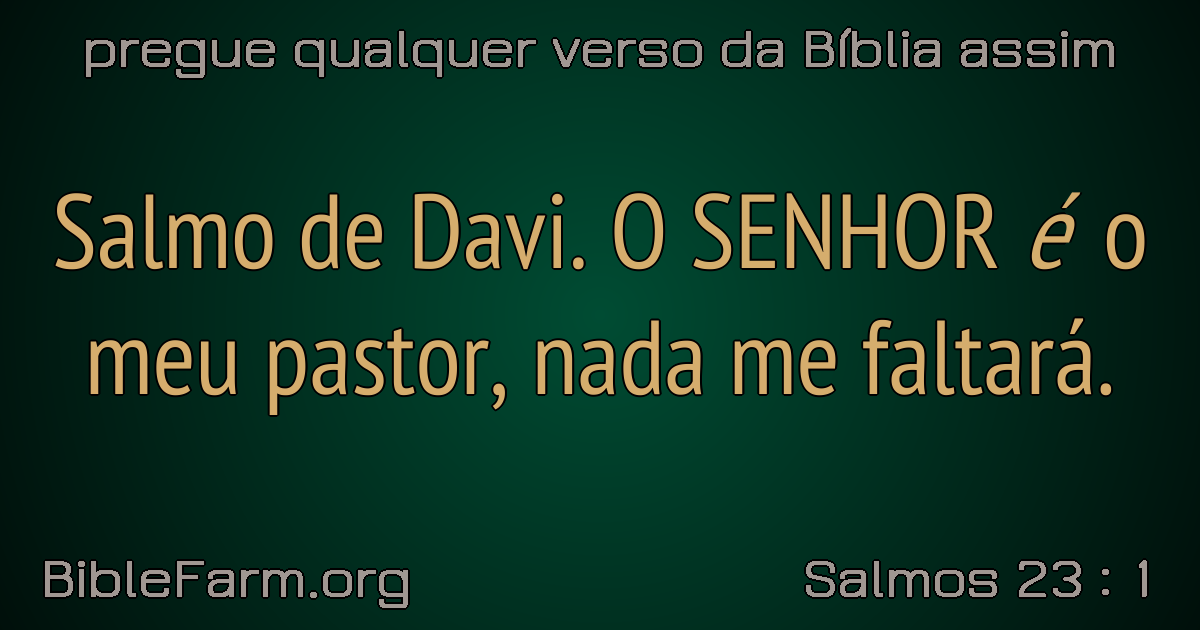 pregue qualquer verso da Bíblia assim
Salmo de Davi. O SENHOR é o
meu pastor, nada me faltará.
BibleFarm.org
Salmos 23 : 1